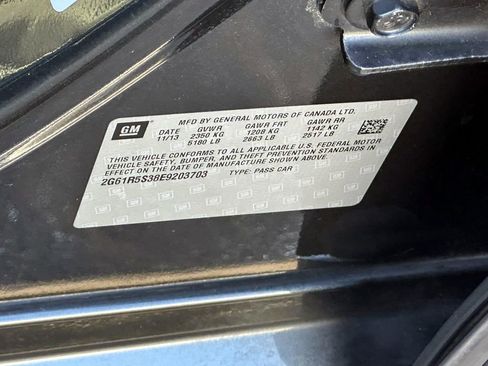 GM
MFD BY GENERAL MOTORS OF CANADA LTD.
DATE GVWR GAWR FRT GAWR RR
11/13 2350 KG 1208 KG 1142 KG
5180 LB 2663 LB 2517 LB
THIS VEHICLE CONFORMS TO ALL APPLICABLE U.S. FEDERAL MOTOR
VEHICLE SAFETY, BUMPER, AND THEFT PREVENTION STANDARDS IN
EFFECT ON THE DATE OF MANUFACTURE SHOWN ABOVE.
2GG1R5S38E9203703 TYPE: PASS CAR